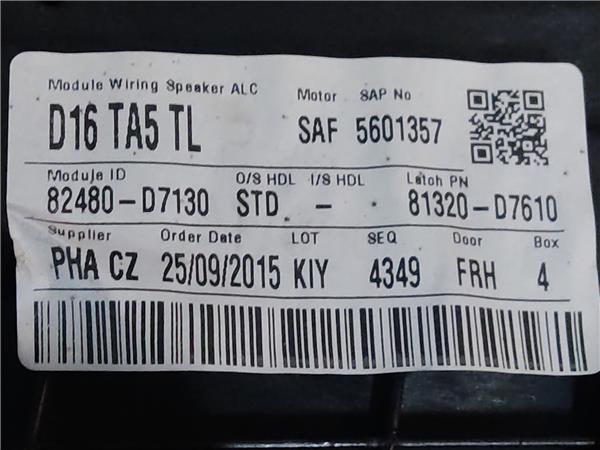 Module Wiring Speaker ALC Motor SAP No
D16 TA5 TL SAF 5601357
Module ID O/S HDL I/S HDL Latch PN
82480-D7130 STD - 81320-D7610
Supplier Order Date LOT SEQ Door Box
PHA CZ 25/09/2015 KIY 4349 FRH 4